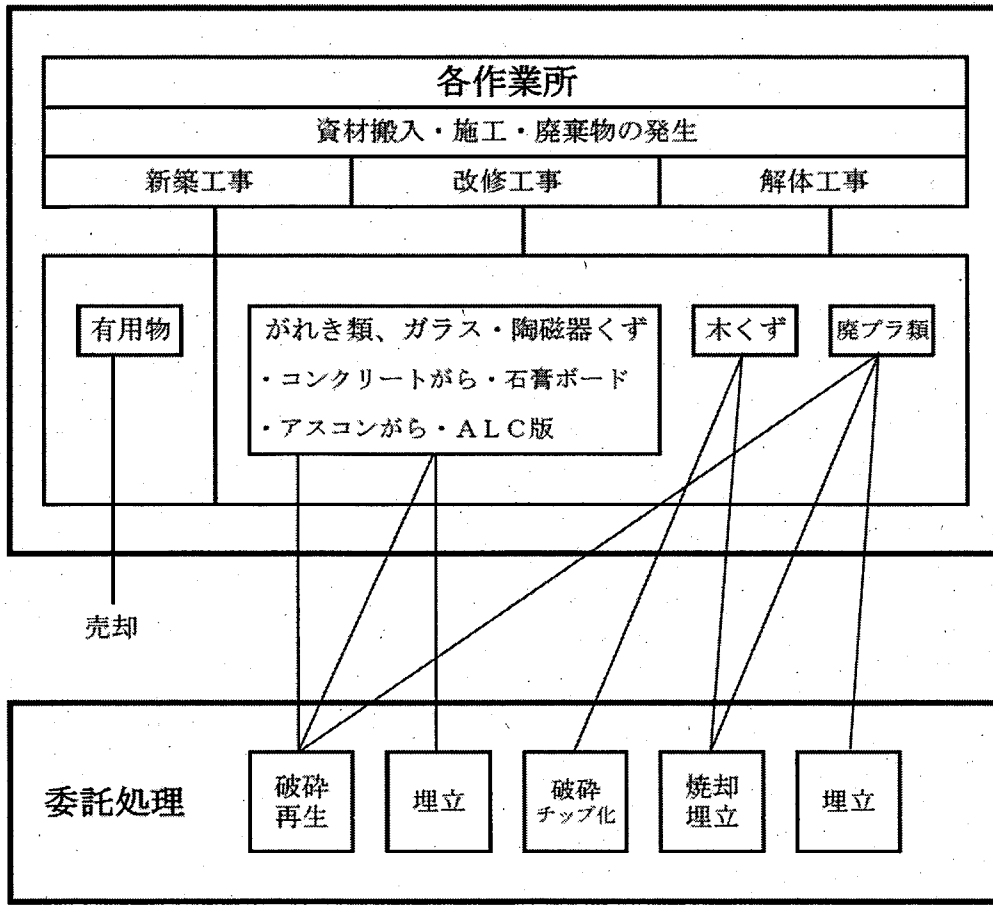 各作業所
資材搬入・施工・廃棄物の発生
新築工事
改修工事
解体工事
有用物
がれき類、ガラス・陶磁器くず
・コンクリートがら・石膏ボード
・アスコンがら・ALC版
木くず
廃プラ類
売却
委託処理
破砕
再生
埋立
破砕
チップ化
焼却
埋立
埋立